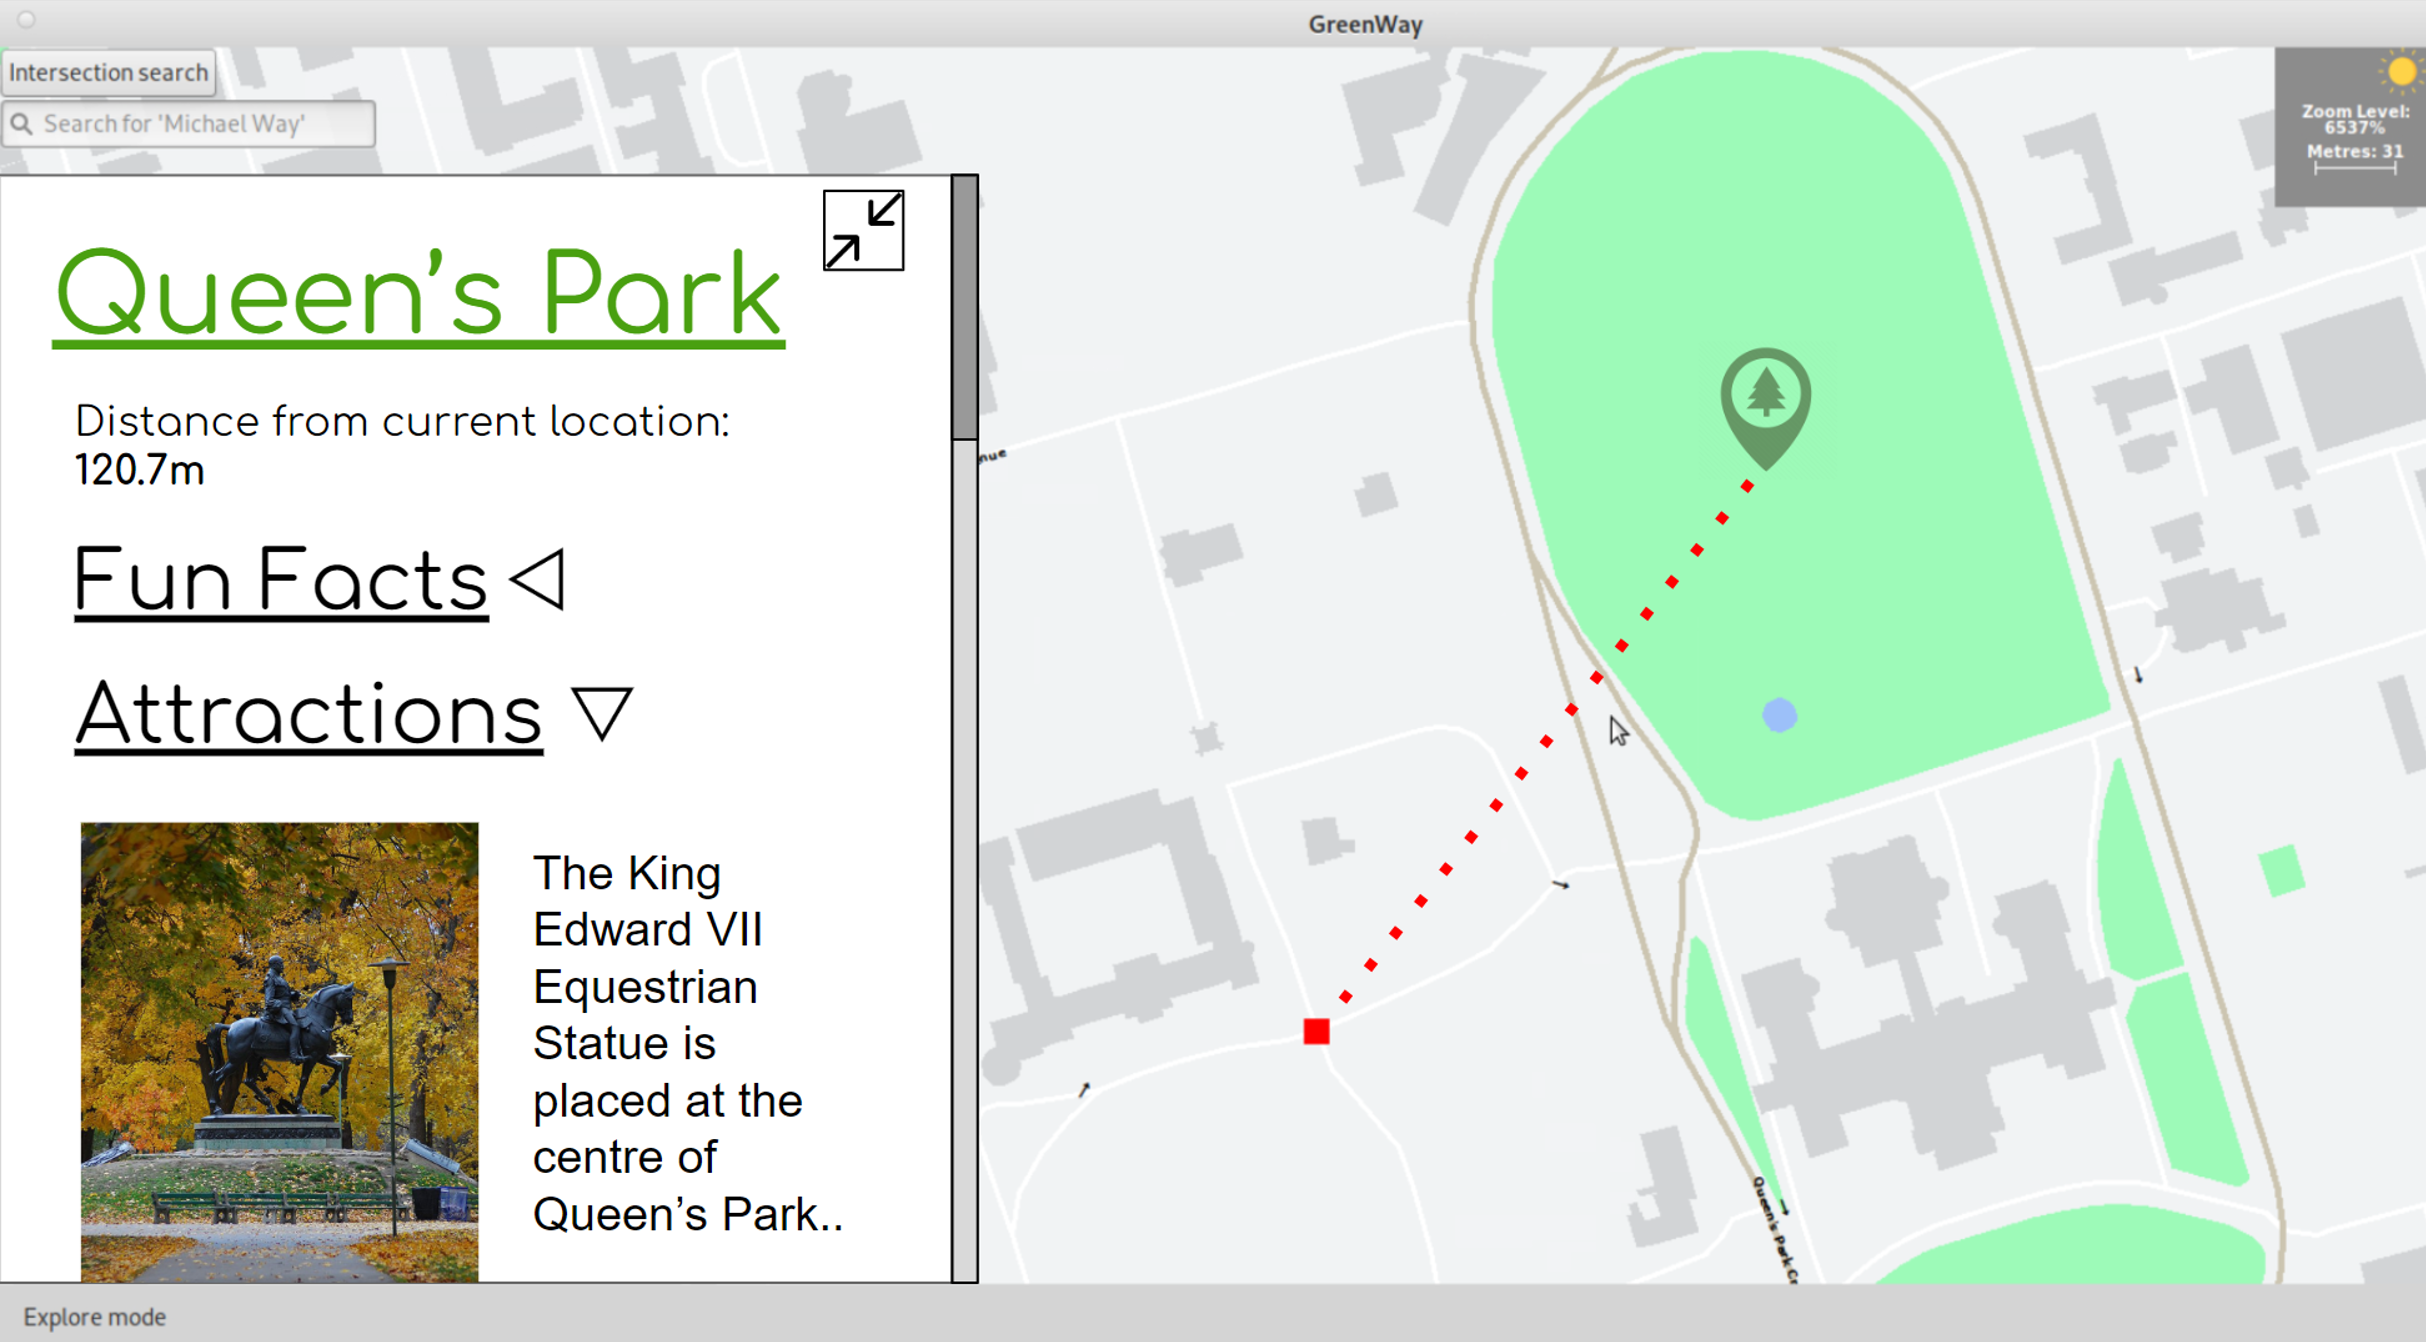 GreenWay
Intersection search
Search for 'Michael Way'
Zoom Level:
6537%
Metres: 31
Queen's Park
Distance from current location:
120.7m
Fun Facts
Attractions
The King
Edward VII
Equestrian
Statue is
placed at the
centre of
Queen's Park..
nue
Queen's Park Cr
Explore mode